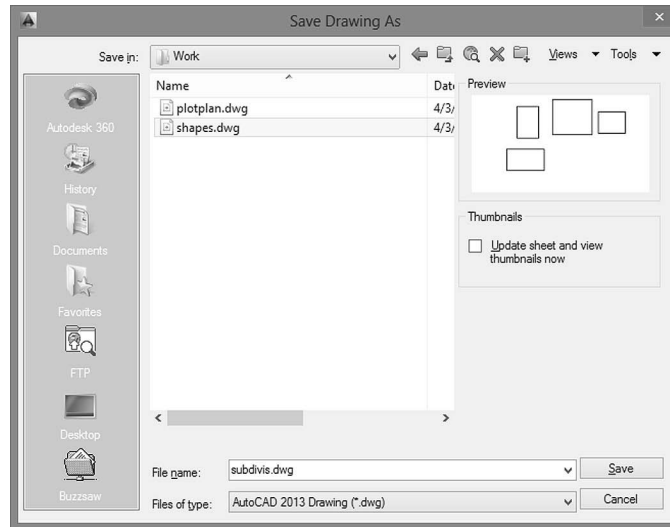 Save Drawing As
Save in:
Work
Views
Tools
Autodesk 360
History
Documents
Favorites
FTP
Desktop
Buzzsaw
Name
Date
plotplan.dwg
4/3/
shapes.dwg
4/3/
Preview
Thumbnails
Update sheet and view
thumbnails now
File name:
subdivis.dwg
Save
Files of type:
AutoCAD 2013 Drawing (*.dwg)
Cancel